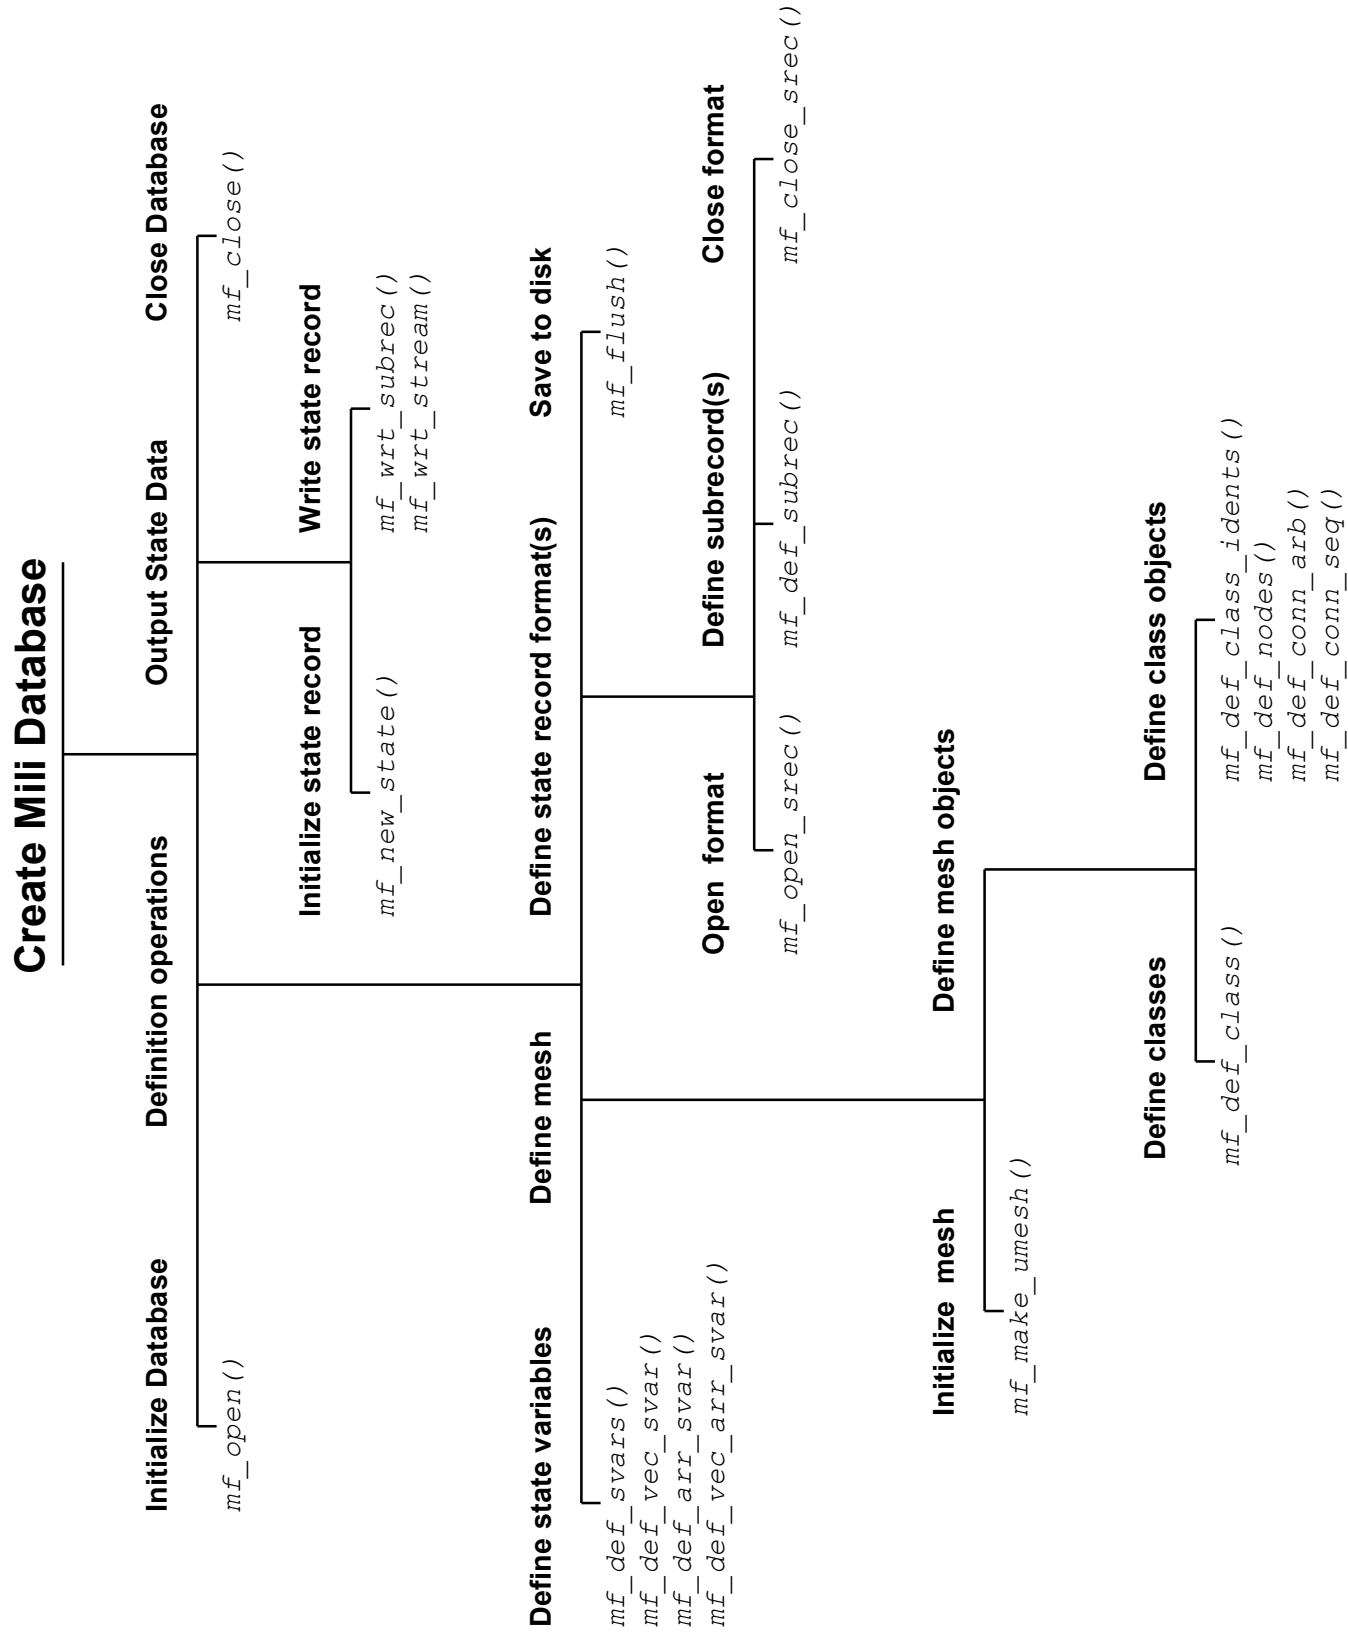 Create Mili Database
Initialize Database
Definition operations
Output State Data
Close Database
mf_open()
mf_close()
Initialize state record
Write state record
mf_new_state()
mf_wrt_subrec()
mf_wrt_stream()
Define state variables
Define mesh
Define state record format(s)
Save to disk
mf_def_svars()
mf_def_vec_svar()
mf_def_arr_svar()
mf_def_vec_arr_svar()
mf_flush()
Open  format
Define subrecord(s)
Close format
mf_open_srec()
mf_def_subrec()
mf_close_srec()
Initialize  mesh
Define mesh objects
mf_make_umesh()
Define classes
Define class objects
mf_def_class()
mf_def_class_idents()
mf_def_nodes()
mf_def_conn_arb()
mf_def_conn_seq()